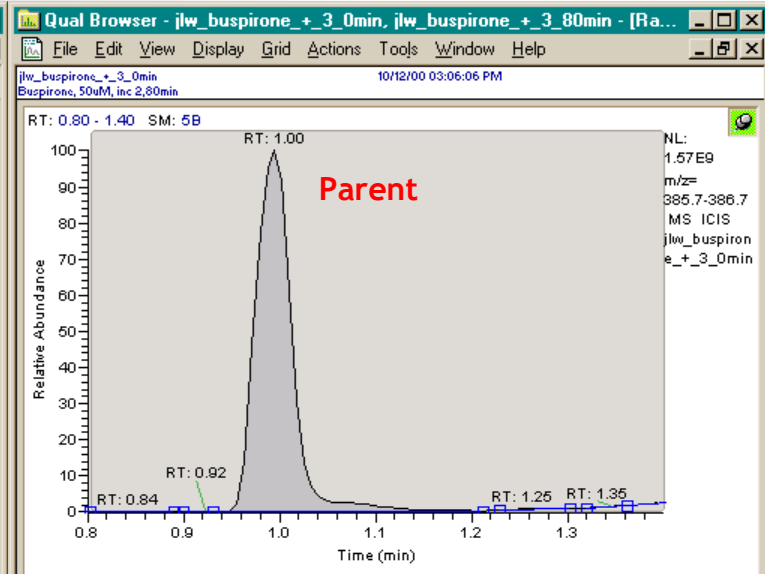 Qual Browser - jlw_buspirone_+_3_0min, jlw_buspirone_+_3_80min - [Ra...
File Edit View Display Grid Actions Tools Window Help
jlw_buspirone_+_3_0min 10/12/00 03:06:06 PM
Buspirone, 50uM, inc 2,80min
RT: 0.80 - 1.40 SM: 5B
NL:
1.57E9
m/z=
385.7-386.7
MS ICIS
jlw_buspiron
e_+_3_0min
RT: 1.00
Parent
100
90
80
70
60
50
40
30
20
10
0
Relative Abundance
RT: 0.84
RT: 0.92
RT: 1.25
RT: 1.35
0.8 0.9 1.0 1.1 1.2 1.3
Time (min)